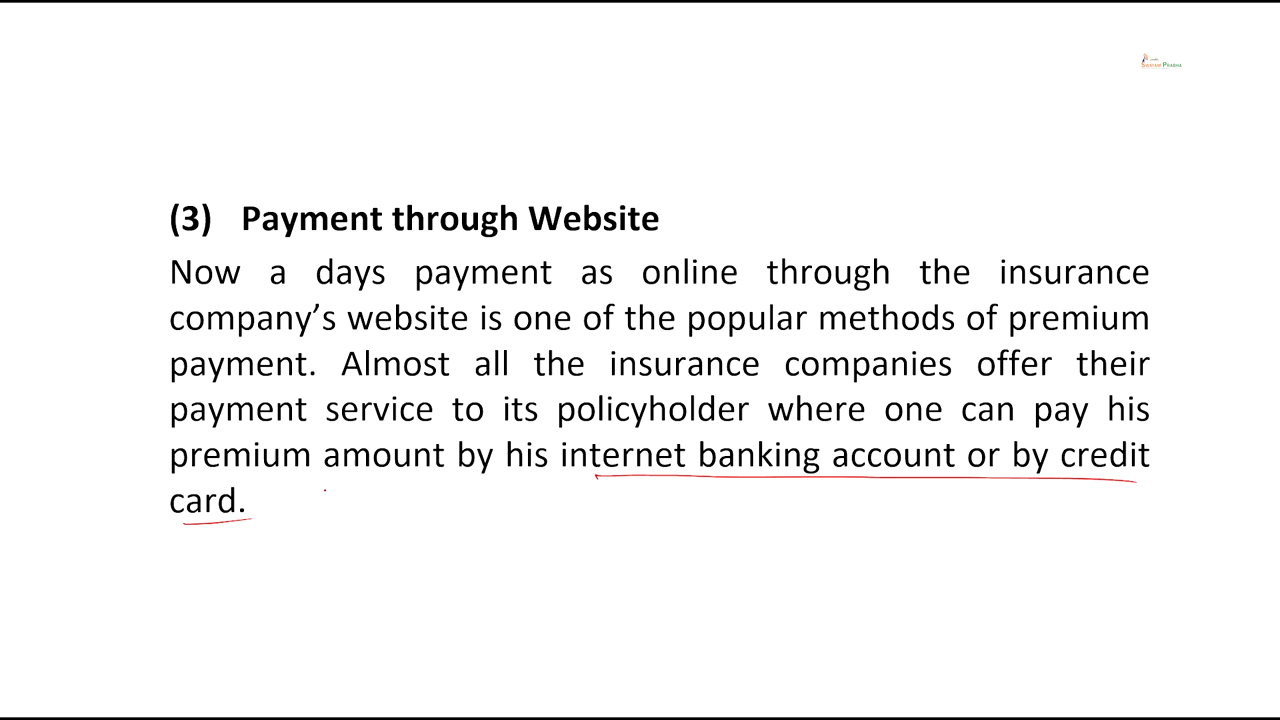 SWAYAM PRABHA
(3) Payment through Website
Now a days payment as online through the insurance
company’s website is one of the popular methods of premium
payment. Almost all the insurance companies offer their
payment service to its policyholder where one can pay his
premium amount by his internet banking account or by credit
card.